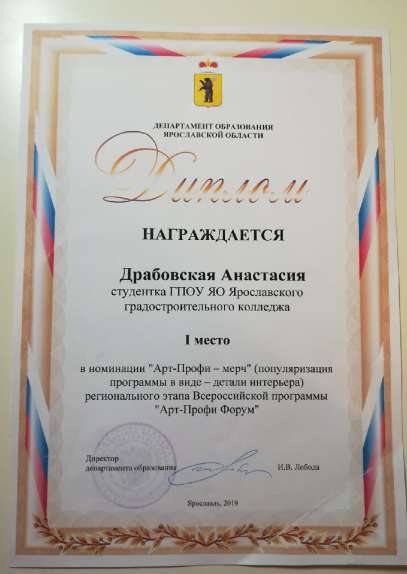 ДЕПАРТАМЕНТ ОБРАЗОВАНИЯ
ЯРОСЛАВСКОЙ ОБЛАСТИ
Диплом
НАГРАЖДАЕТСЯ
Драбовская Анастасия
студентка ГПОУ ЯО Ярославского
градостроительного колледжа
I место
в номинации "Арт-Профи – мерч" (популяризация
программы в виде – детали интерьера)
регионального этапа Всероссийской программы
"Арт-Профи Форум"
Директор
департамента образования И.В. Лобода
Ярославль, 2019